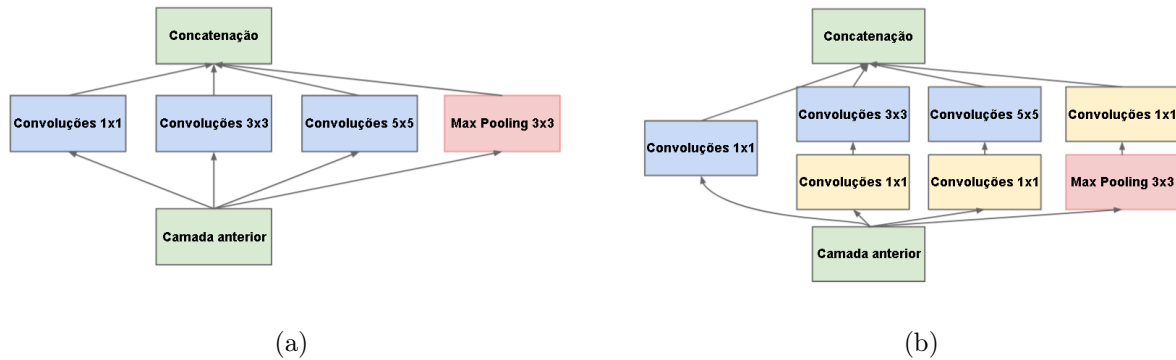 Concatenação
Convoluções 1x1
Convoluções 3x3
Convoluções 5x5
Max Pooling 3x3
Camada anterior
(a)
Concatenação
Convoluções 3x3
Convoluções 5x5
Convoluções 1x1
Convoluções 1x1
Convoluções 1x1
Convoluções 1x1
Max Pooling 3x3
Camada anterior
(b)